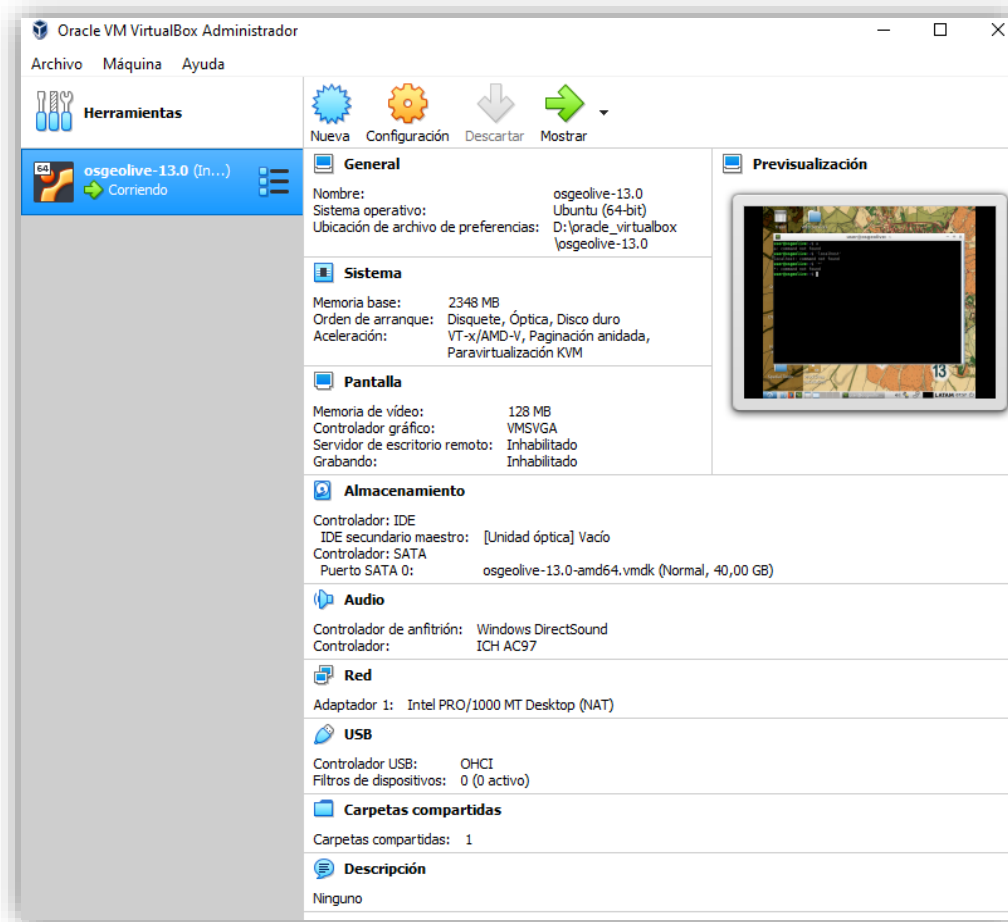 Oracle VM VirtualBox Administrador
Archivo Máquina Ayuda
Herramientas
Nueva Configuración Descartar Mostrar
64
osgeolive-13.0 (In...)
Corriendo
General
Nombre: osgeolive-13.0
Sistema operativo: Ubuntu (64-bit)
Ubicación de archivo de preferencias: D:\oracle_virtualbox
\osgeolive-13.0
Sistema
Memoria base: 2348 MB
Orden de arranque: Disquete, Óptica, Disco duro
Aceleración: VT-x/AMD-V, Paginación anidada,
Paravirtualización KVM
Pantalla
Memoria de vídeo: 128 MB
Controlador gráfico: VMSVGA
Servidor de escritorio remoto: Inhabilitado
Grabando: Inhabilitado
Previsualización
13
LATAM
Almacenamiento
Controlador: IDE
IDE secundario maestro: [Unidad óptica] Vacío
Controlador: SATA
Puerto SATA 0: osgeolive-13.0-amd64.vmdk (Normal, 40,00 GB)
Audio
Controlador de anfitrión: Windows DirectSound
Controlador: ICH AC97
Red
Adaptador 1: Intel PRO/1000 MT Desktop (NAT)
USB
Controlador USB: OHCI
Filtros de dispositivos: 0 (0 activo)
Carpetas compartidas
Carpetas compartidas: 1
Descripción
Ninguno